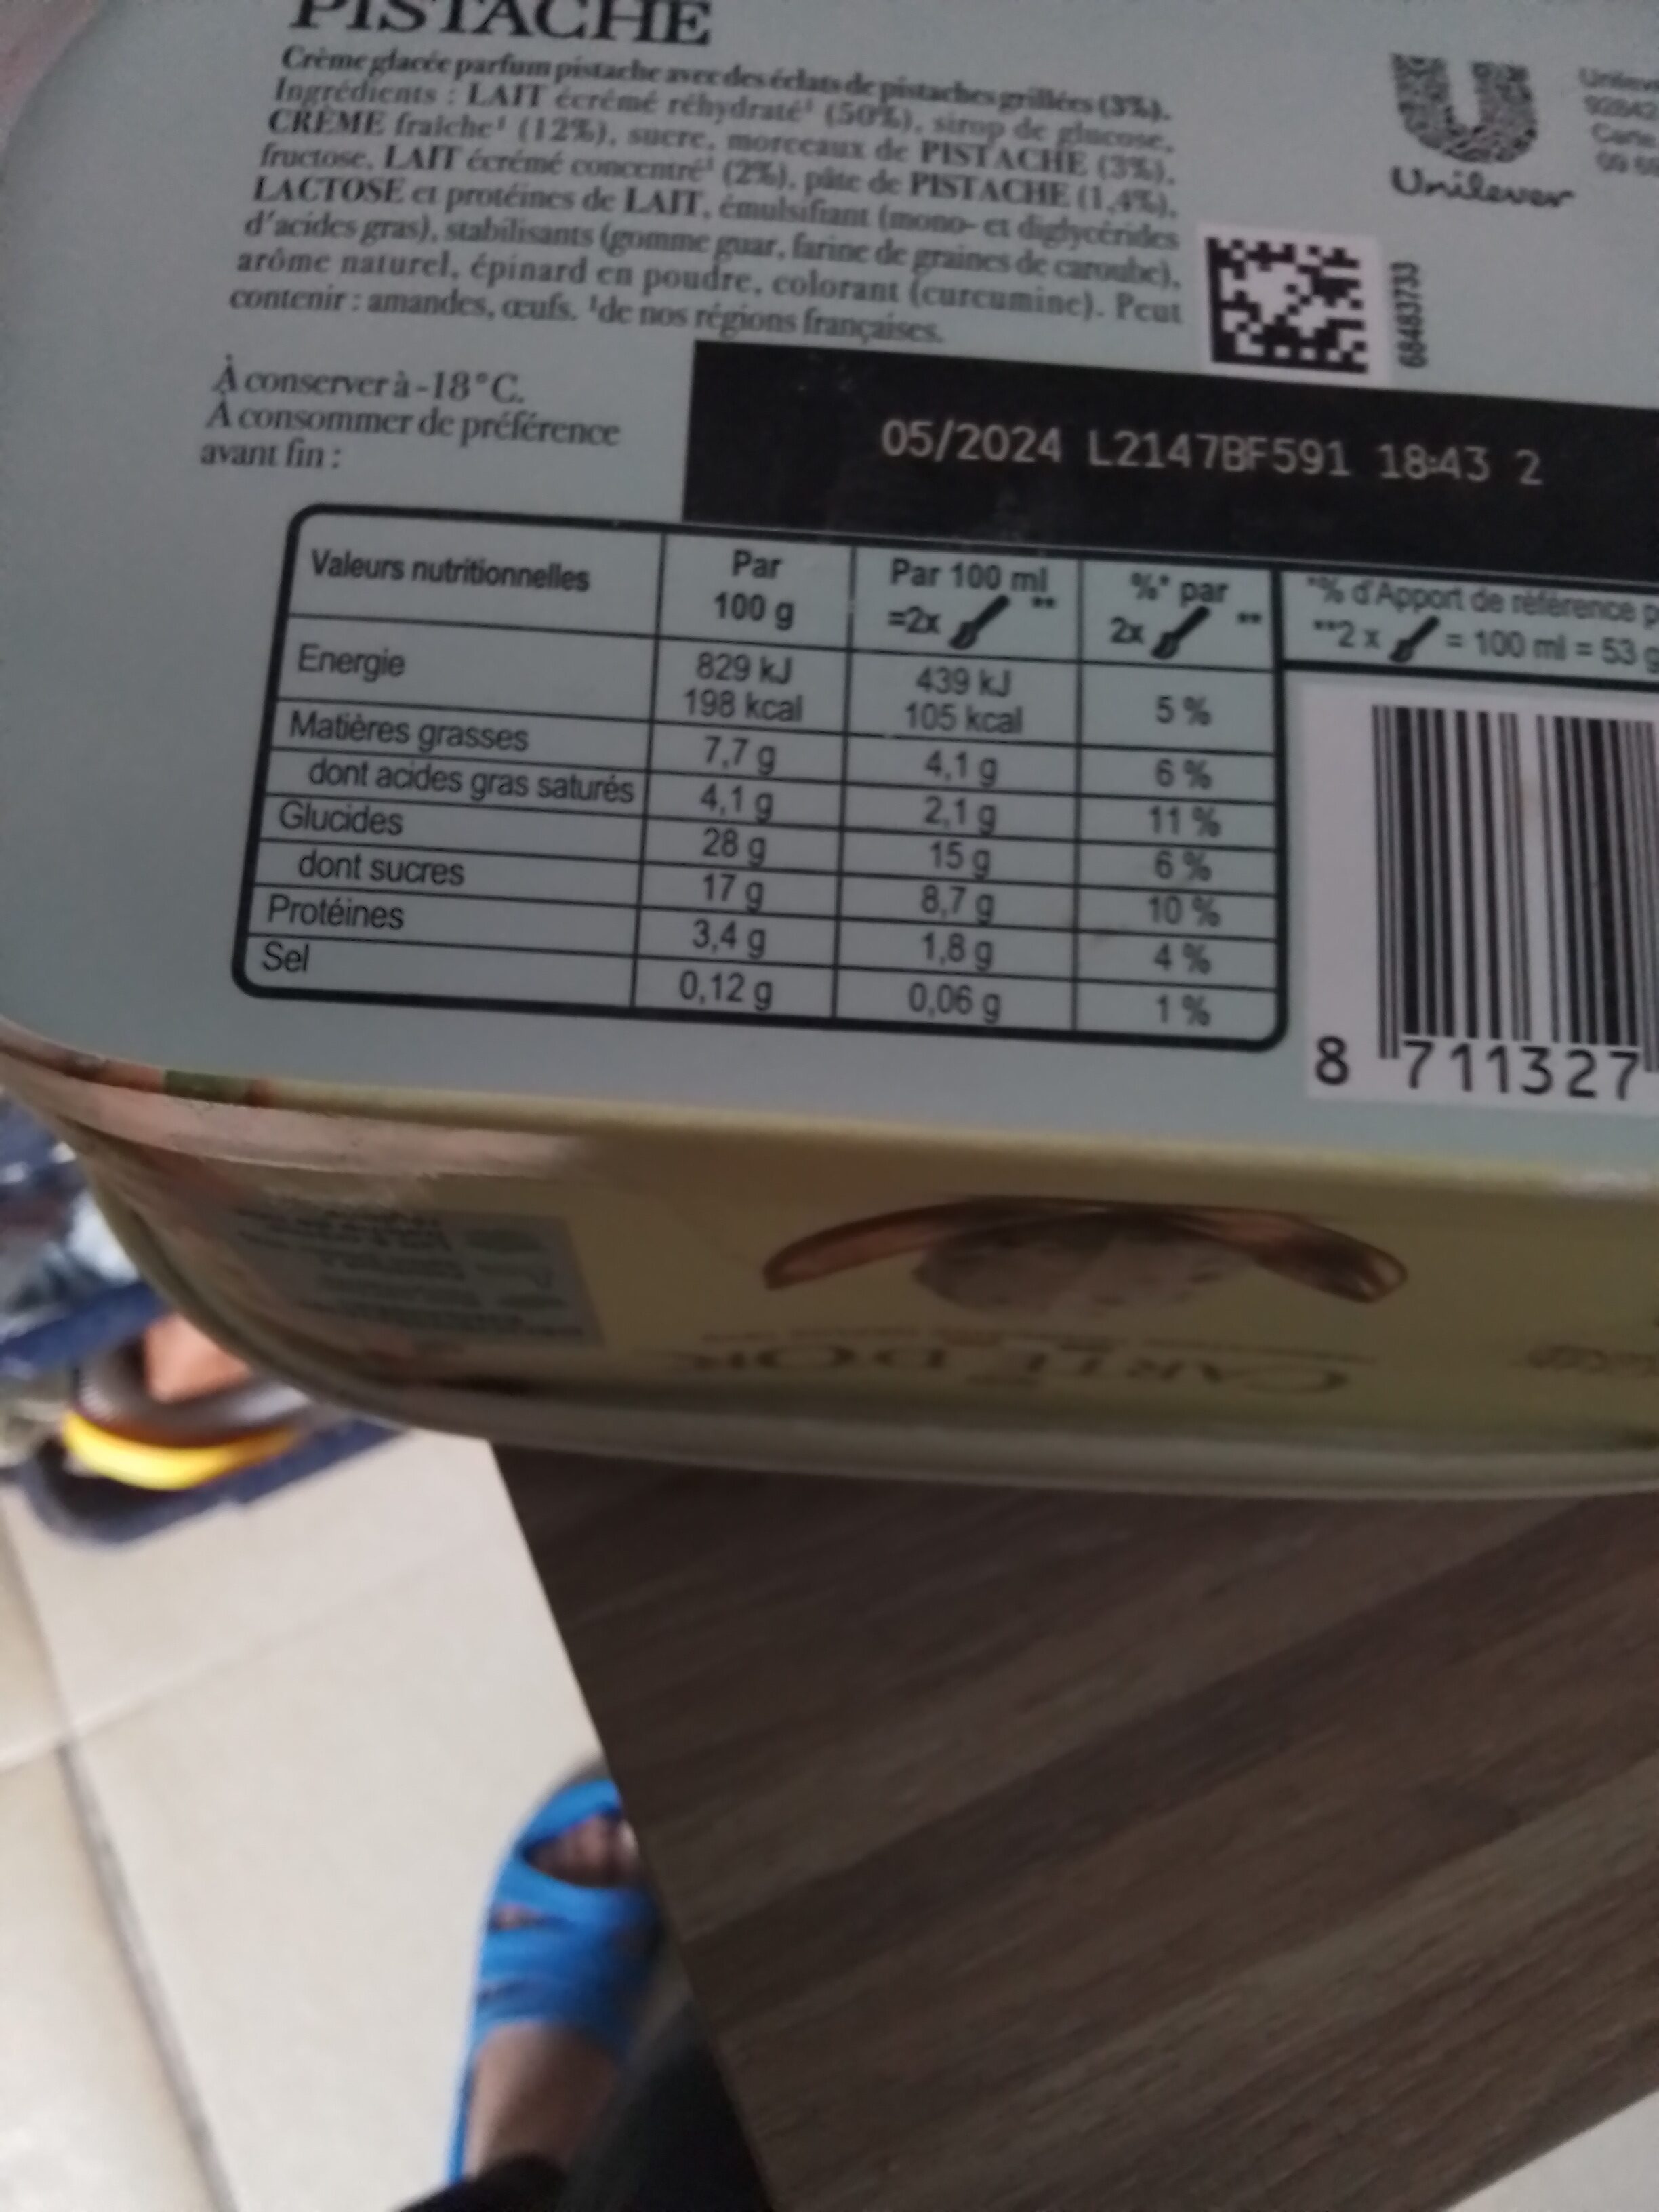 PISTACHE
Crème glacée parfum pistache avec des éclats de pistaches grillées (3%).
Ingrédients : LAIT écrémé réhydraté¹ (50%), sirop de glucose,
CRÈME fraîche¹ (12%), sucre, morceaux de PISTACHE (3%),
fructose, LAIT écrémé concentré¹ (2%), pâte de PISTACHE (1,4%),
LACTOSE et protéines de LAIT, émulsifiant (mono- et diglycérides
d'acides gras), stabilisants (gomme guar, farine de graines de caroube),
arôme naturel, épinard en poudre, colorant (curcumine). Peut
contenir : amandes, œufs. ¹de nos régions françaises.
Unilever
68483733
À conserver à -18°C.
À consommer de préférence
avant fin :
05/2024 L2147BF591 18:43 2
Valeurs nutritionnelles Par 100 g Par 100 ml =2x ** %* par 2x **
Energie 829 kJ 198 kcal 439 kJ 105 kcal 5 %
Matières grasses 7,7 g 4,1 g 6 %
dont acides gras saturés 4,1 g 2,1 g 11 %
Glucides 28 g 15 g 6 %
dont sucres 17 g 8,7 g 10 %
Protéines 3,4 g 1,8 g 4 %
Sel 0,12 g 0,06 g 1 %
*% d'Apport de référence
**2 x = 100 ml = 53 g
8 711327
CARTE D'OR